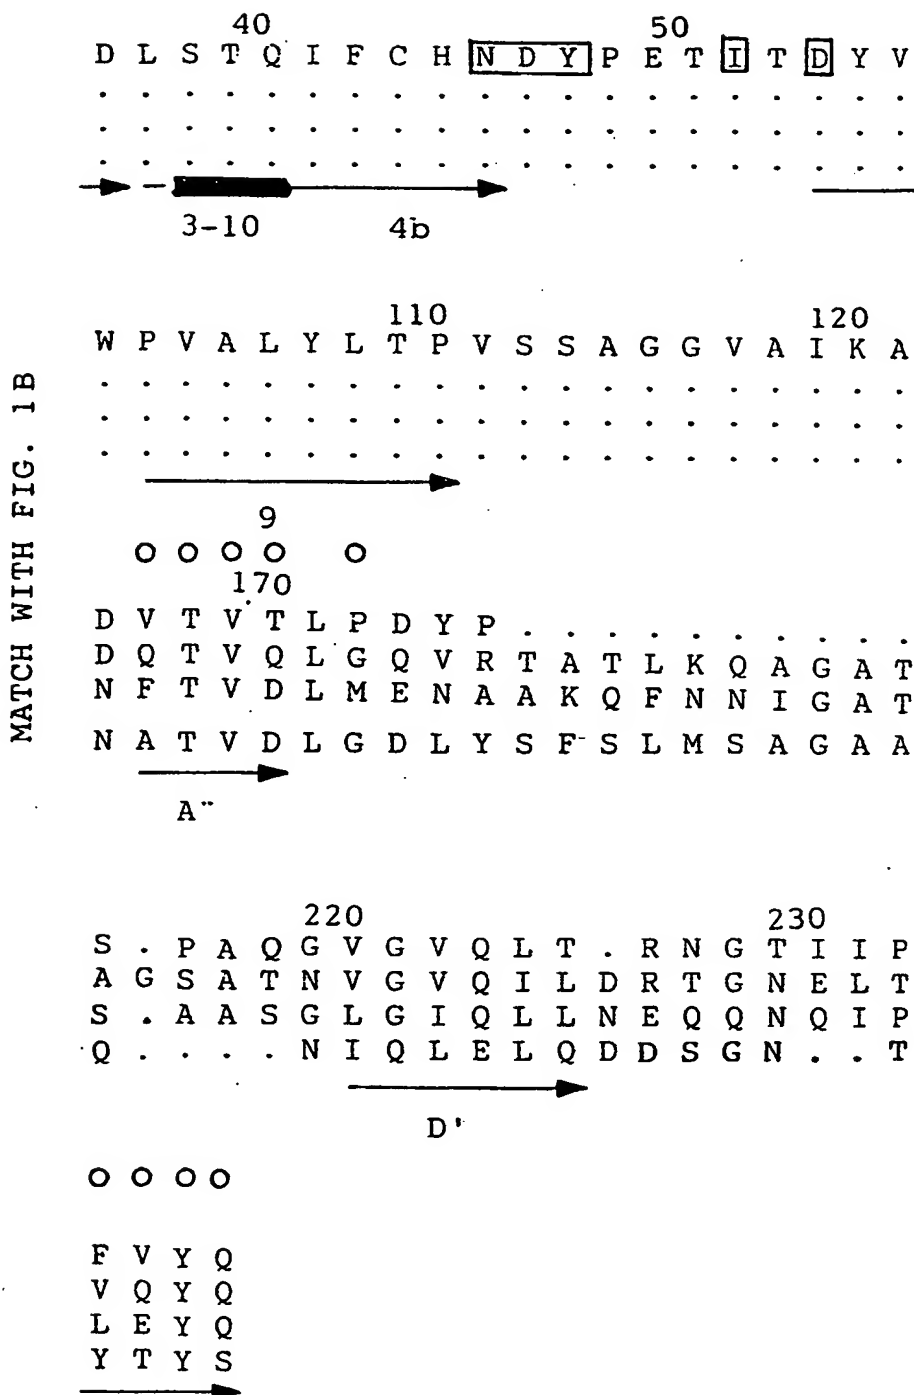 40 50
D L S T Q I F C H N D Y P E T I T D Y V
. . . . . . . . . . . . . . . . . . . .
. . . . . . . . . . . . . . . . . . . .
. . . . . . . . . . . . . . . . . . . .
3-10 4b
110 120
W P V A L Y L T P V S S A G G V A I K A
. . . . . . . . . . . . . . . . . . . .
. . . . . . . . . . . . . . . . . . . .
. . . . . . . . . . . . . . . . . . . .
9
MATCH WITH FIG. 1B
O O O O O
170
D V T V T L P D Y P . . . . . . . . . .
D Q T V Q L G Q V R T A T L K Q A G A T
N F T V D L M E N A A K Q F N N I G A T
N A T V D L G D L Y S F S L M S A G A A
A"
220 230
S . P A Q G V G V Q L T . R N G T I I P
A G S A T N V G V Q I L D R T G N E L T
S . A A S G L G I Q L L N E Q Q N Q I P
Q . . . . N I Q L E L Q D D S G N . . T
D'
O O O O
F V Y Q
V Q Y Q
L E Y Q
Y T Y S